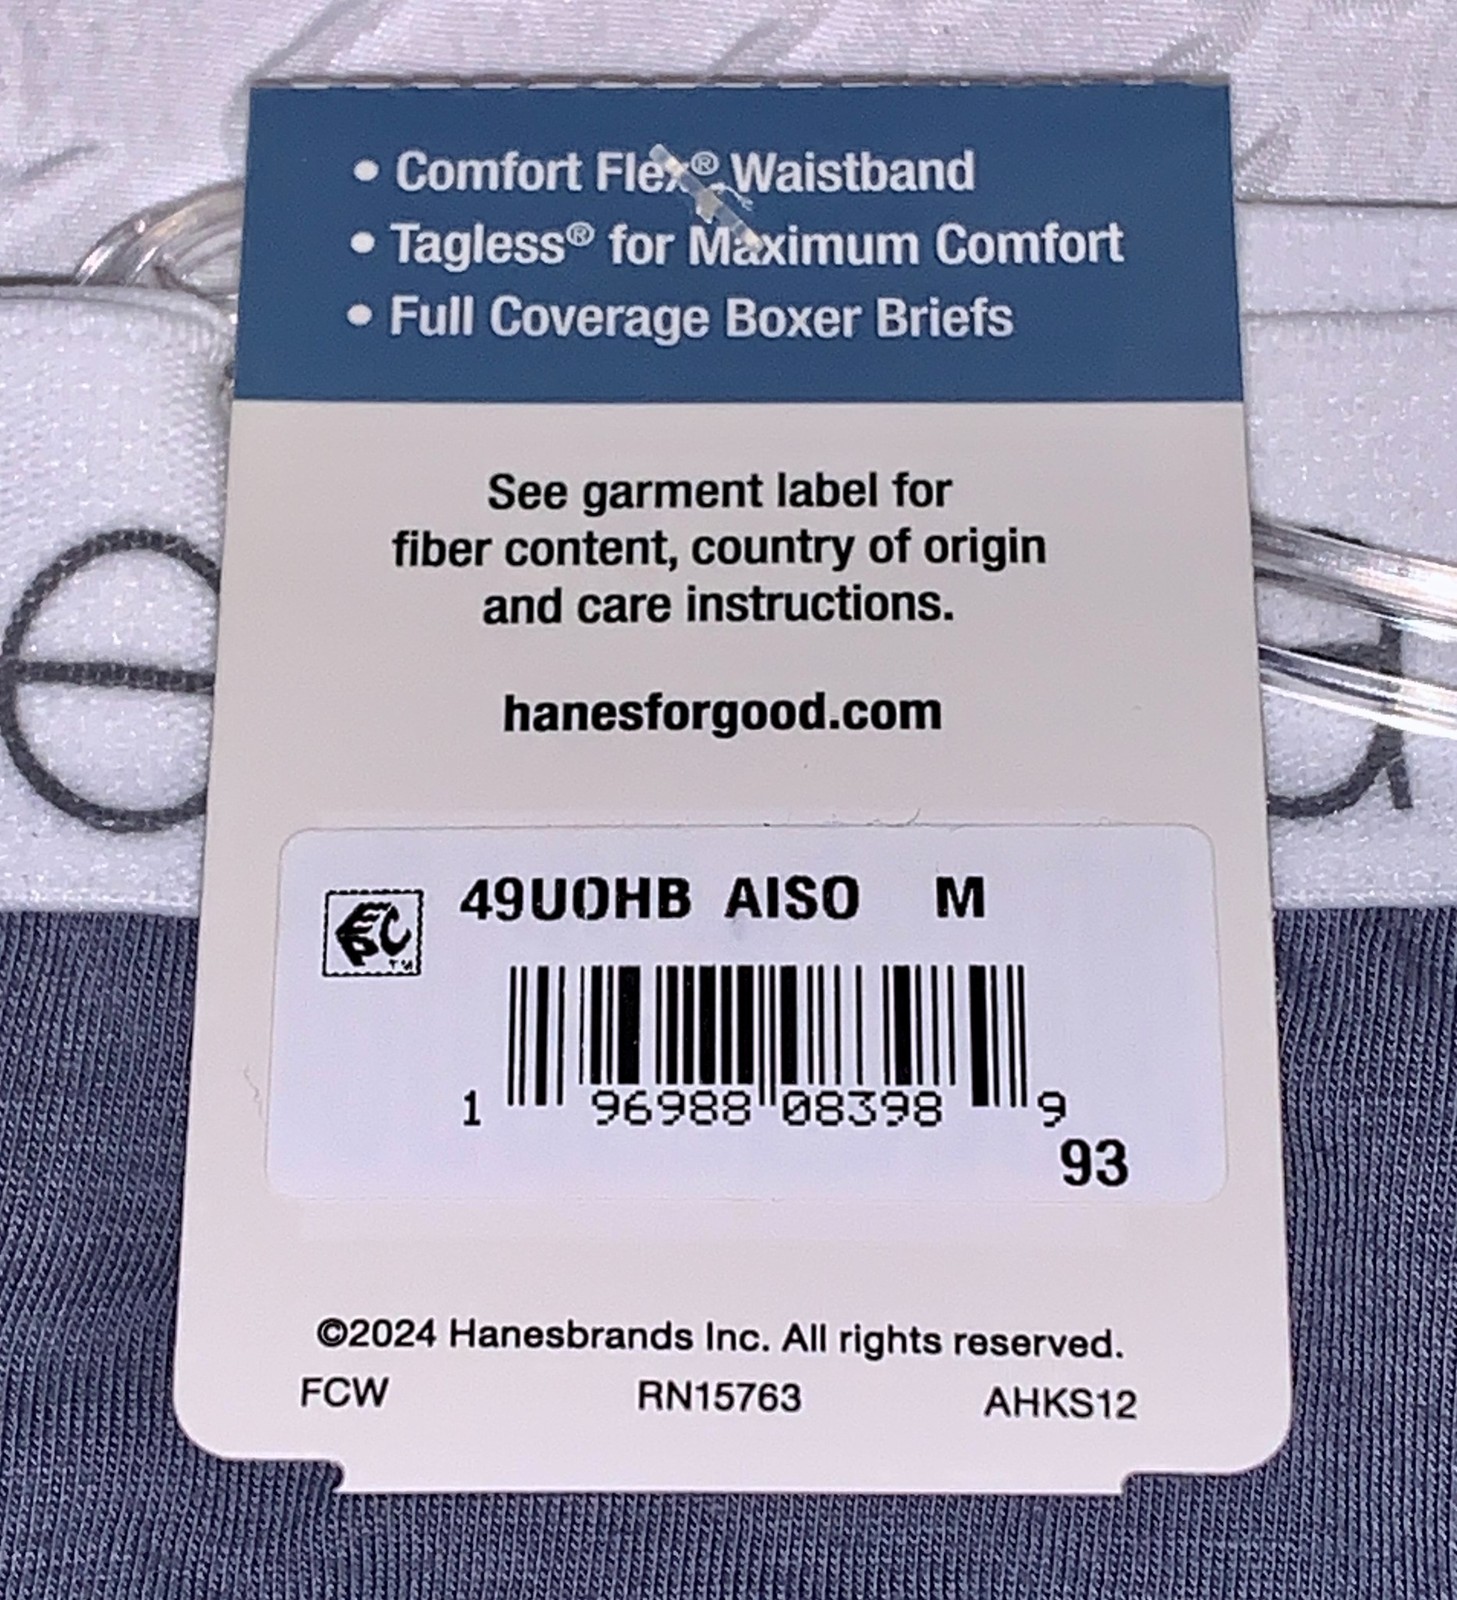 • Comfort Flex® Waistband
• Tagless® for Maximum Comfort
• Full Coverage Boxer Briefs
See garment label for
fiber content, country of origin
and care instructions.
hanesforgood.com
e
a
EPC™
49UOHB AISO M
1 96988 08398 9
93
©2024 Hanesbrands Inc. All rights reserved.
FCW RN15763 AHKS12